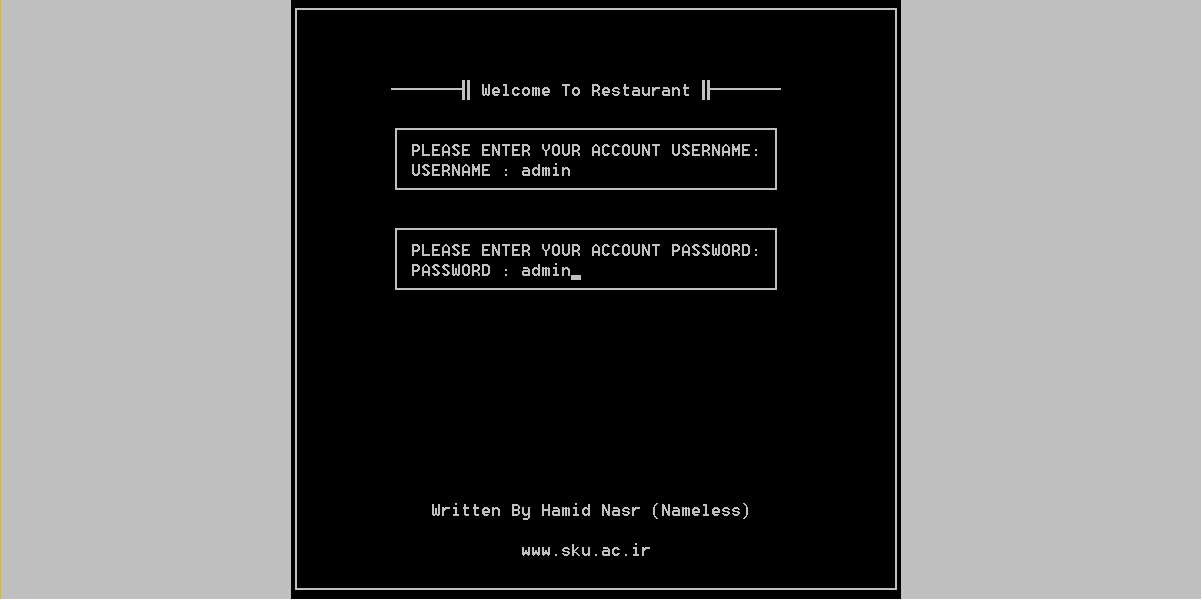 Welcome To Restaurant
PLEASE ENTER YOUR ACCOUNT USERNAME:
USERNAME : admin
PLEASE ENTER YOUR ACCOUNT PASSWORD:
PASSWORD : admin_
Written By Hamid Nasr (Nameless)
www.sku.ac.ir